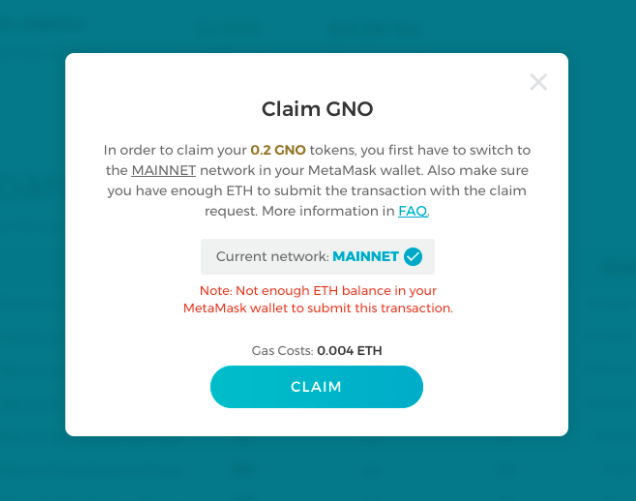 Claim GNO
In order to claim your 0.2 GNO tokens, you first have to switch to
the MAINNET network in your MetaMask wallet. Also make sure
you have enough ETH to submit the transaction with the claim
request. More information in FAQ.
Current network: MAINNET
Note: Not enough ETH balance in your
MetaMask wallet to submit this transaction.
Gas Costs: 0.004 ETH
CLAIM